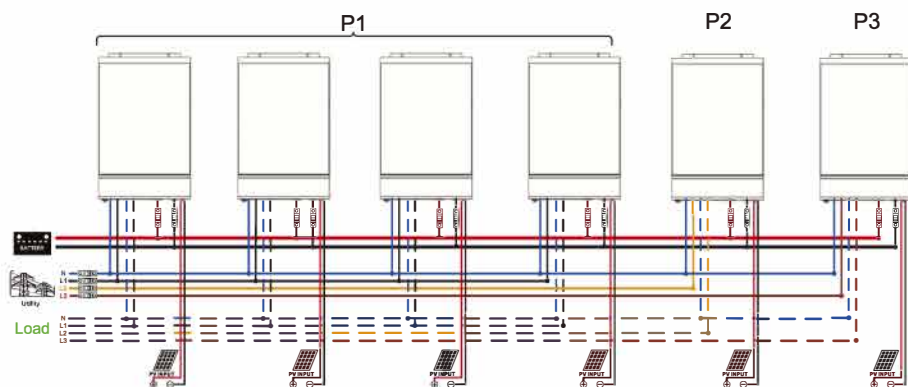 P1 P2 P3
BATTERY
N
L1
L2
L3
Utility
Load
N
L1
L2
L3
PV INPUT PV INPUT PV INPUT PV INPUT PV INPUT PV INPUT